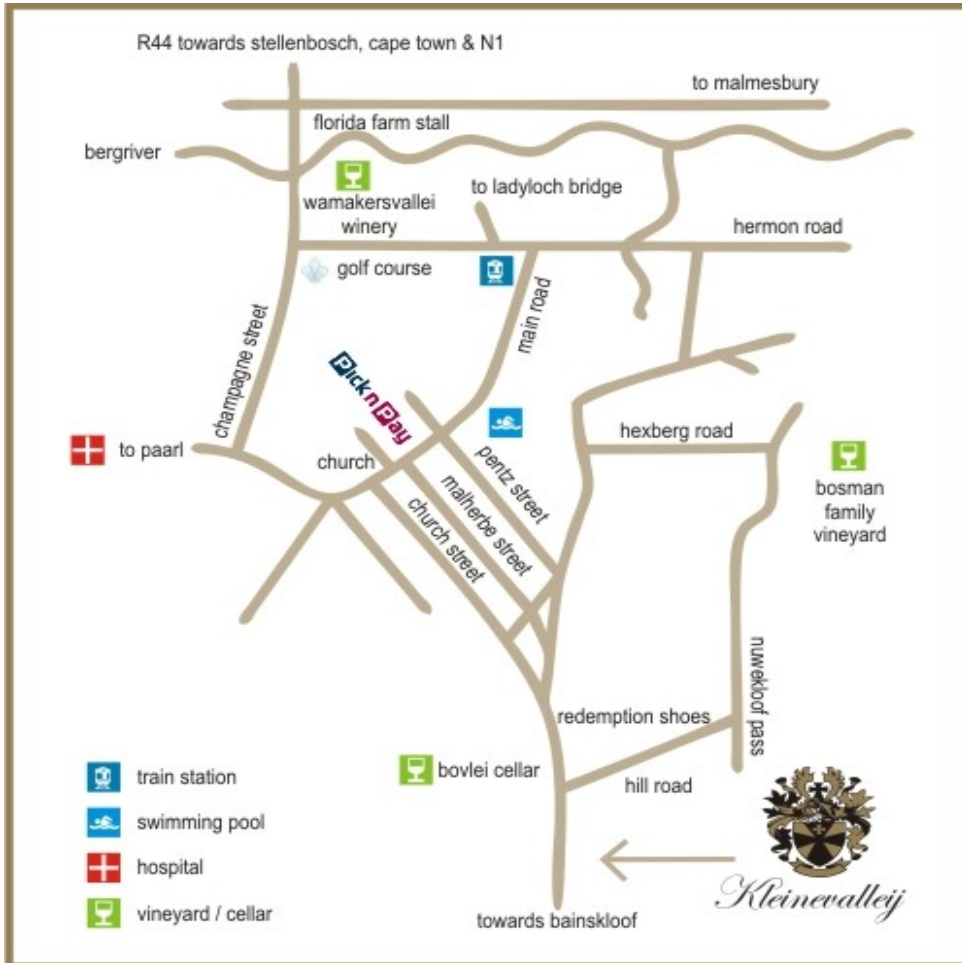 R44 towards stellenbosch, cape town & N1
to malmesbury
florida farm stall
bergriver
to ladyloch bridge
wamakersvallei
winery
hermon road
golf course
main road
champagne street
Pick n Pay
to paarl
church
pentz street
hexberg road
malherbe street
church street
bosman
family
vineyard
nuwekloof pass
redemption shoes
bovlei cellar
hill road
train station
swimming pool
hospital
vineyard / cellar
Kleinevalleij
towards bainskloof